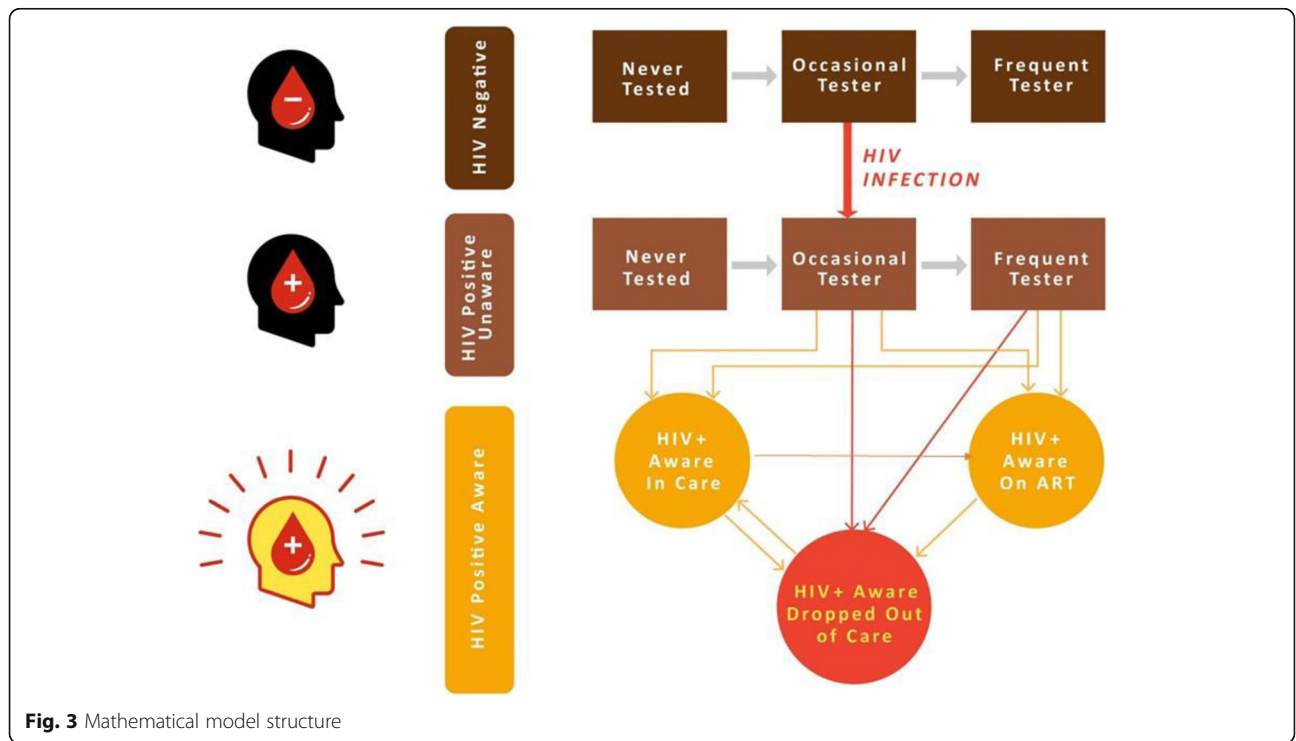 HIV Negative
Never
Tested
Occasional
Tester
Frequent
Tester
HIV
INFECTION
HIV Positive
Unaware
Never
Tested
Occasional
Tester
Frequent
Tester
HIV Positive Aware
HIV+
Aware
In Care
HIV+
Aware
On ART
HIV+ Aware
Dropped Out
of Care
Fig. 3 Mathematical model structure